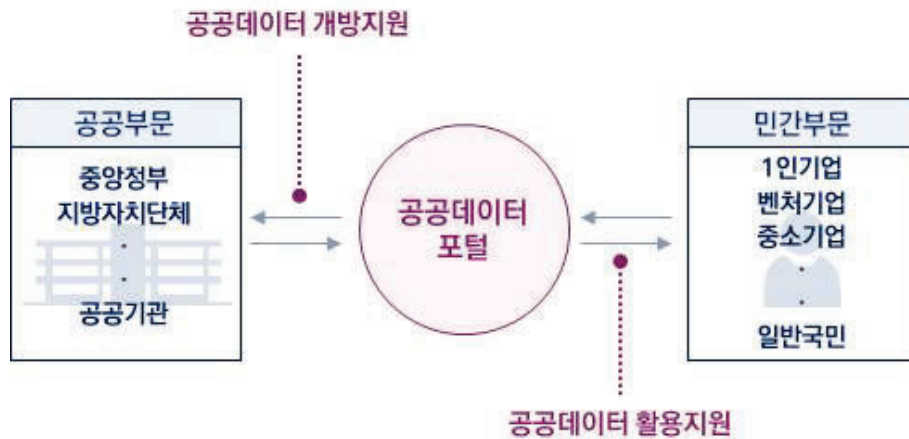 공공데이터 개방지원
공공부문
중앙정부
지방자치단체
공공기관
공공데이터
포털
민간부문
1인기업
벤처기업
중소기업
일반국민
공공데이터 활용지원